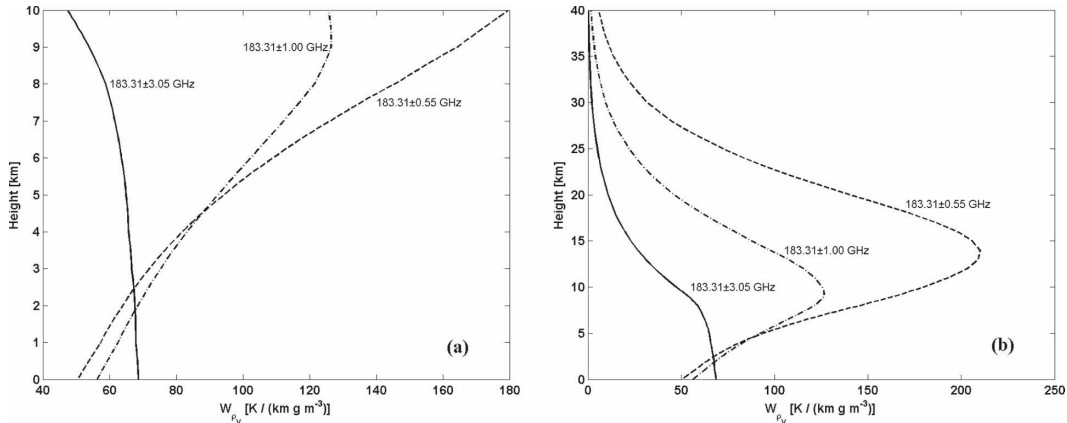 10
9
8
7
6
5
4
3
2
1
0
Height [km]
183.31±1.00 GHz
183.31±3.05 GHz
183.31±0.55 GHz
(a)
40 60 80 100 120 140 160 180
W_ρv [K / (km g m⁻³)]
40
35
30
25
20
15
10
5
0
Height [km]
183.31±0.55 GHz
183.31±1.00 GHz
183.31±3.05 GHz
(b)
0 50 100 150 200 250
W_ρv [K / (km g m⁻³)]